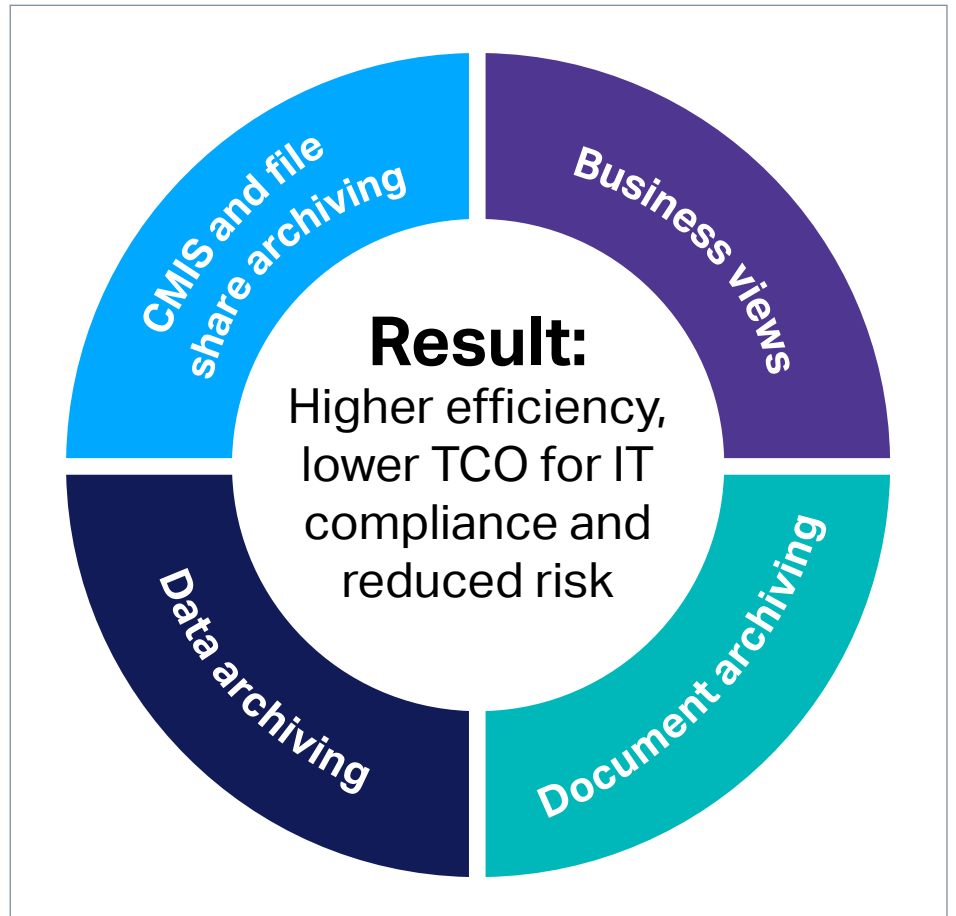 CMIS and file
share archiving
Business views
Result:
Higher efficiency,
lower TCO for IT
compliance and
reduced risk
Data archiving
Document archiving